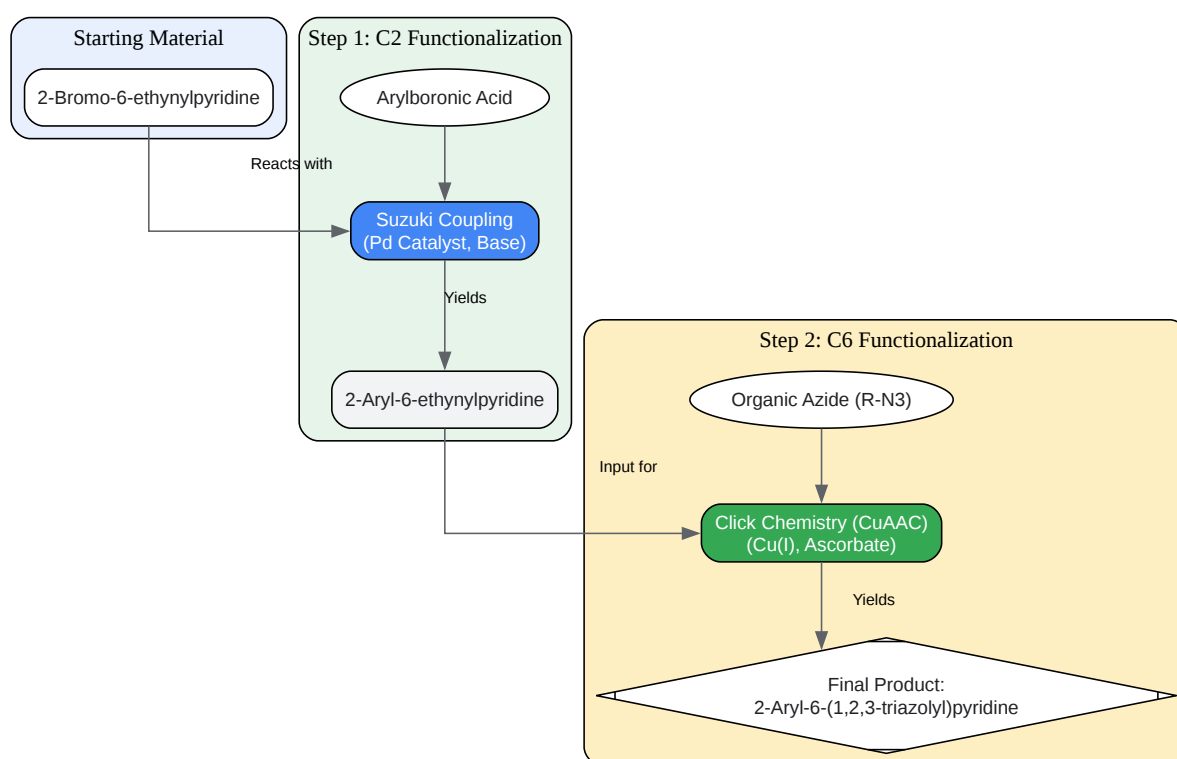 Starting Material
2-Bromo-6-ethynylpyridine
Step 1: C2 Functionalization
Arylboronic Acid
Reacts with
Suzuki Coupling
(Pd Catalyst, Base)
Yields
2-Aryl-6-ethynylpyridine
Step 2: C6 Functionalization
Organic Azide (R-N3)
Input for
Click Chemistry (CuAAC)
(Cu(I), Ascorbate)
Yields
Final Product:
2-Aryl-6-(1,2,3-triazolyl)pyridine